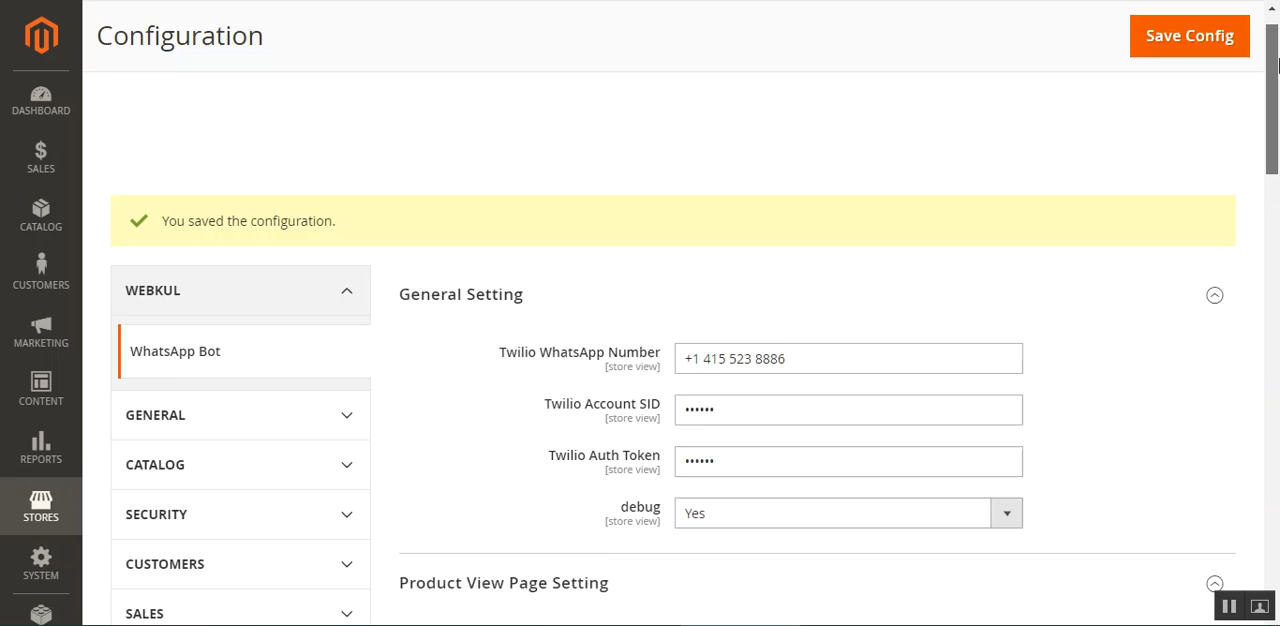 Configuration
Save Config
DASHBOARD
SALES
CATALOG
CUSTOMERS
MARKETING
CONTENT
REPORTS
STORES
SYSTEM
You saved the configuration.
WEBKUL
WhatsApp Bot
GENERAL
CATALOG
SECURITY
CUSTOMERS
SALES
General Setting
Twilio WhatsApp Number
[store view]
+1 415 523 8886
Twilio Account SID
[store view]
••••••
Twilio Auth Token
[store view]
••••••
debug
[store view]
Yes
Product View Page Setting